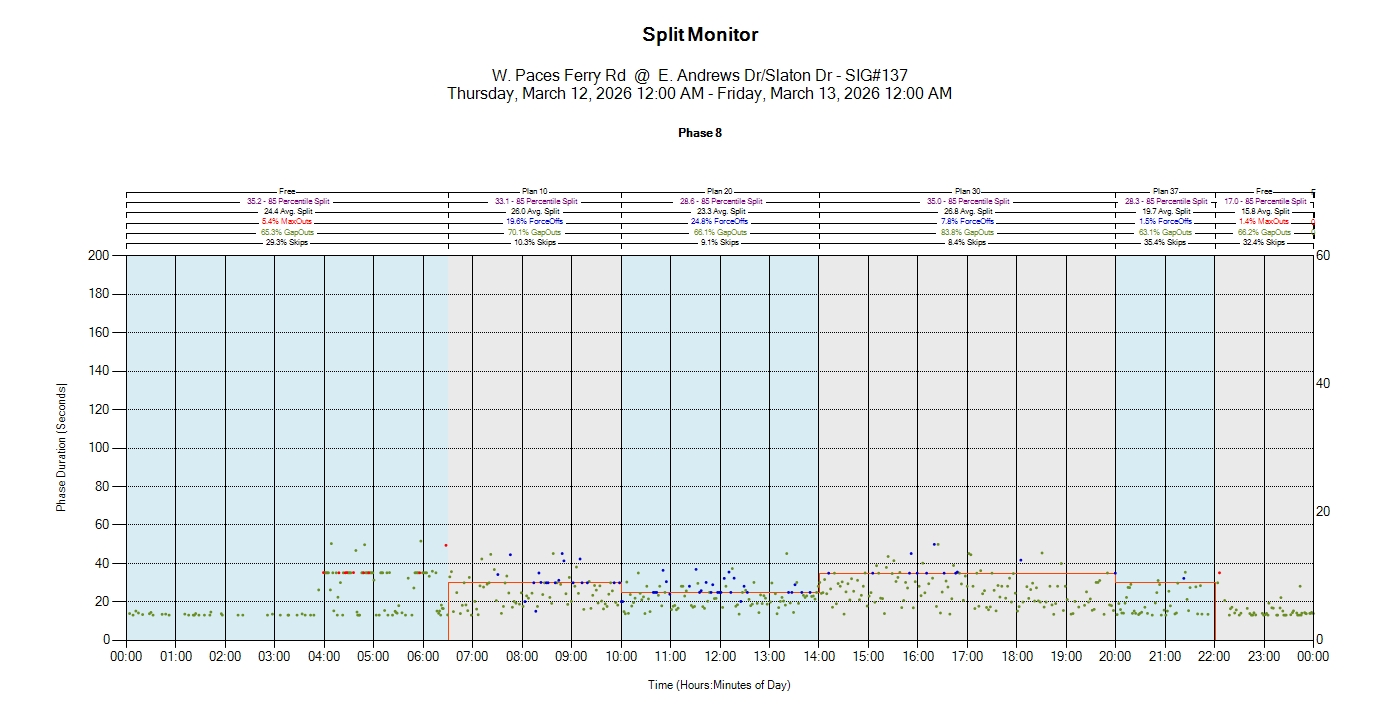 Split Monitor
W. Paces Ferry Rd @ E. Andrews Dr/Slaton Dr - SIG#137
Thursday, March 12, 2026 12:00 AM - Friday, March 13, 2026 12:00 AM
Phase 8
Free Plan 10 Plan 20 Plan 30 Plan 37 Free
35.2 - 85 Percentile Split 33.1 - 85 Percentile Split 28.6 - 85 Percentile Split 35.0 - 85 Percentile Split 28.3 - 85 Percentile Split 17.0 - 85 Percentile Split
24.4 Avg. Split 26.0 Avg. Split 23.3 Avg. Split 26.8 Avg. Split 19.7 Avg. Split 15.8 Avg. Split
5.4% MaxOuts 19.6% ForceOffs 24.8% ForceOffs 7.8% ForceOffs 1.5% ForceOffs 1.4% MaxOuts
65.3% GapOuts 70.1% GapOuts 66.1% GapOuts 83.8% GapOuts 63.1% GapOuts 66.2% GapOuts
29.3% Skips 10.3% Skips 9.1% Skips 8.4% Skips 35.4% Skips 32.4% Skips
200 60
180
160
140 40
120
100
80
60 20
40
20
0 0
Phase Duration (Seconds)
00:00 01:00 02:00 03:00 04:00 05:00 06:00 07:00 08:00 09:00 10:00 11:00 12:00 13:00 14:00 15:00 16:00 17:00 18:00 19:00 20:00 21:00 22:00 23:00 00:00
Time (Hours:Minutes of Day)